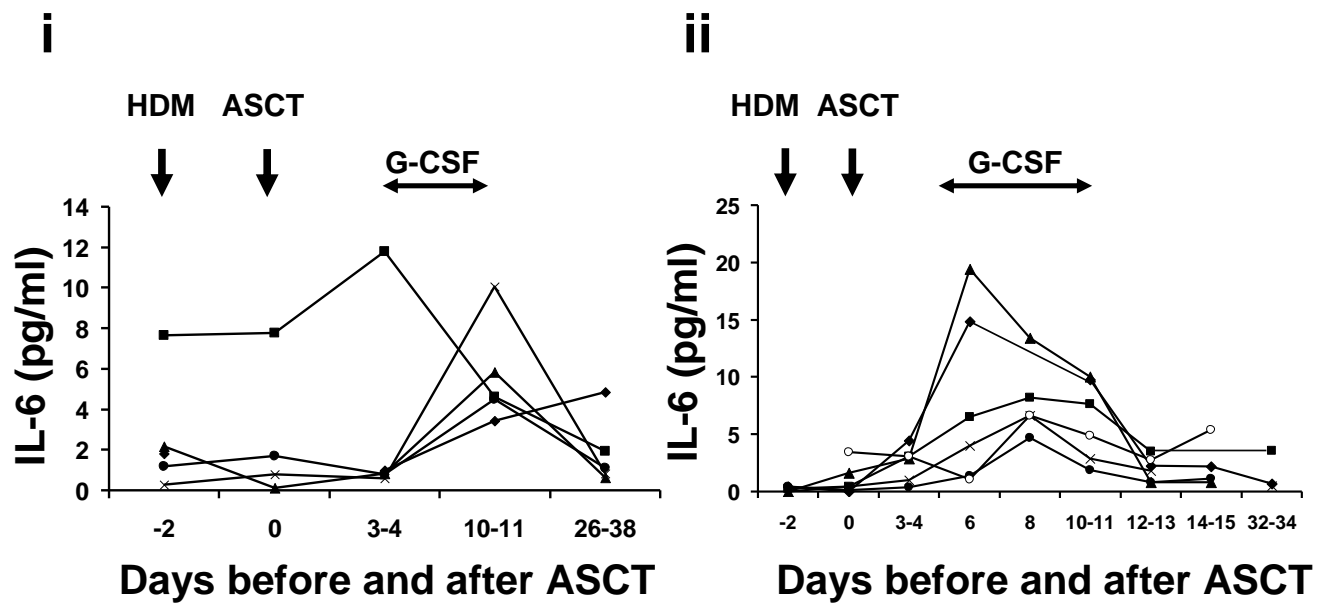 i
HDM ASCT
G-CSF
14
12
10
8
6
4
2
0
IL-6 (pg/ml)
-2 0 3-4 10-11 26-38
Days before and after ASCT
ii
HDM ASCT
G-CSF
25
20
15
10
5
0
IL-6 (pg/ml)
-2 0 3-4 6 8 10-11 12-13 14-15 32-34
Days before and after ASCT